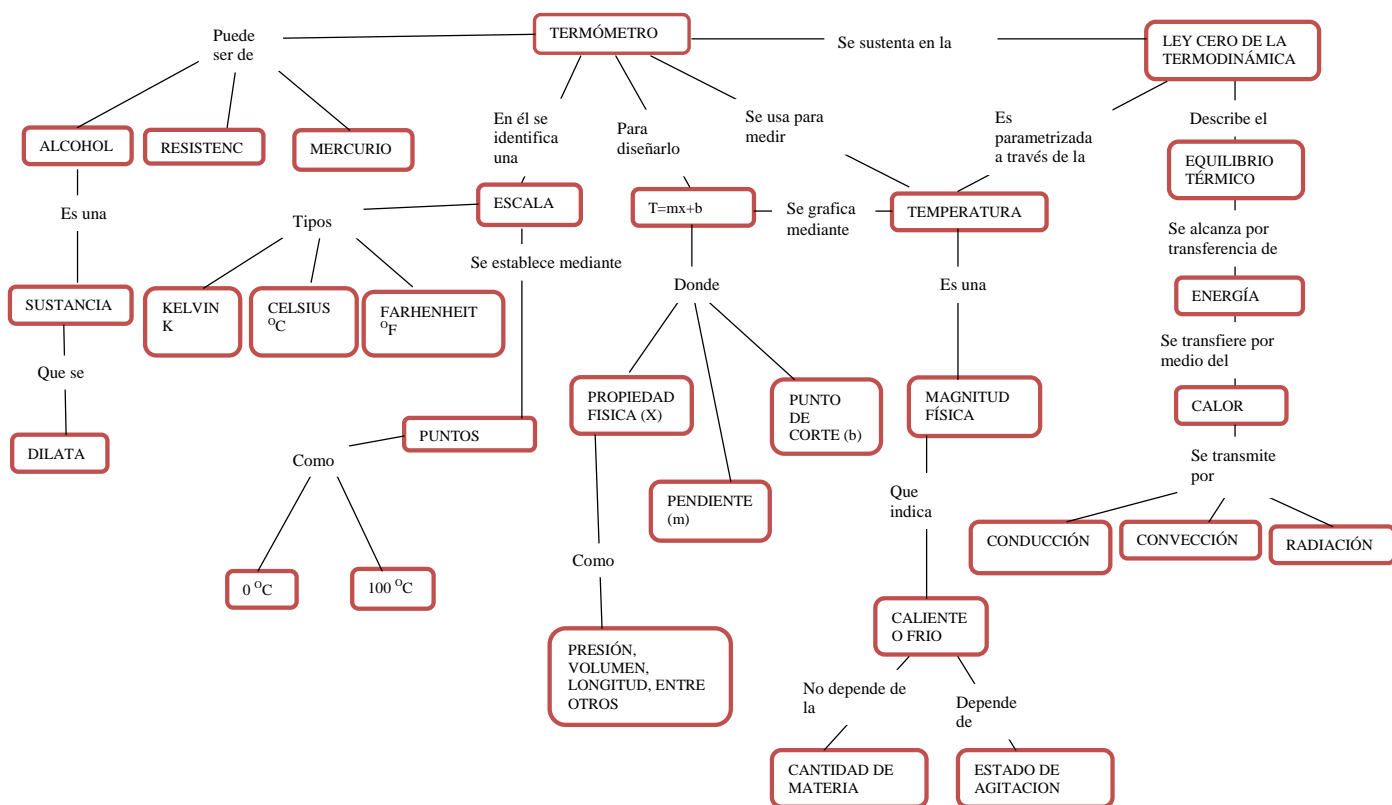 Puede
ser de
TERMÓMETRO
Se sustenta en la
LEY CERO DE LA
TERMODINÁMICA
ALCOHOL
RESISTENC
MERCURIO
En él se
identifica
una
Para
diseñarlo
Se usa para
medir
Es
parametrizada
a través de la
Describe el
EQUILIBRIO
TÉRMICO
Es una
ESCALA
T=mx+b
Se grafica
mediante
TEMPERATURA
Tipos
Se alcanza por
transferencia de
Se establece mediante
SUSTANCIA
KELVIN
K
CELSIUS
ºC
FARHENHEIT
ºF
Donde
Es una
ENERGÍA
Que se
Se transfiere por
medio del
PROPIEDAD
FISICA (X)
PUNTO
DE
CORTE (b)
MAGNITUD
FÍSICA
CALOR
DILATA
PUNTOS
Como
Se transmite
por
PENDIENTE
(m)
Que
indica
CONDUCCIÓN
CONVECCIÓN
RADIACIÓN
0 ºC
100 ºC
Como
CALIENTE
O FRIO
PRESIÓN,
VOLUMEN,
LONGITUD, ENTRE
OTROS
No depende de
la
Depende
de
CANTIDAD DE
MATERIA
ESTADO DE
AGITACION